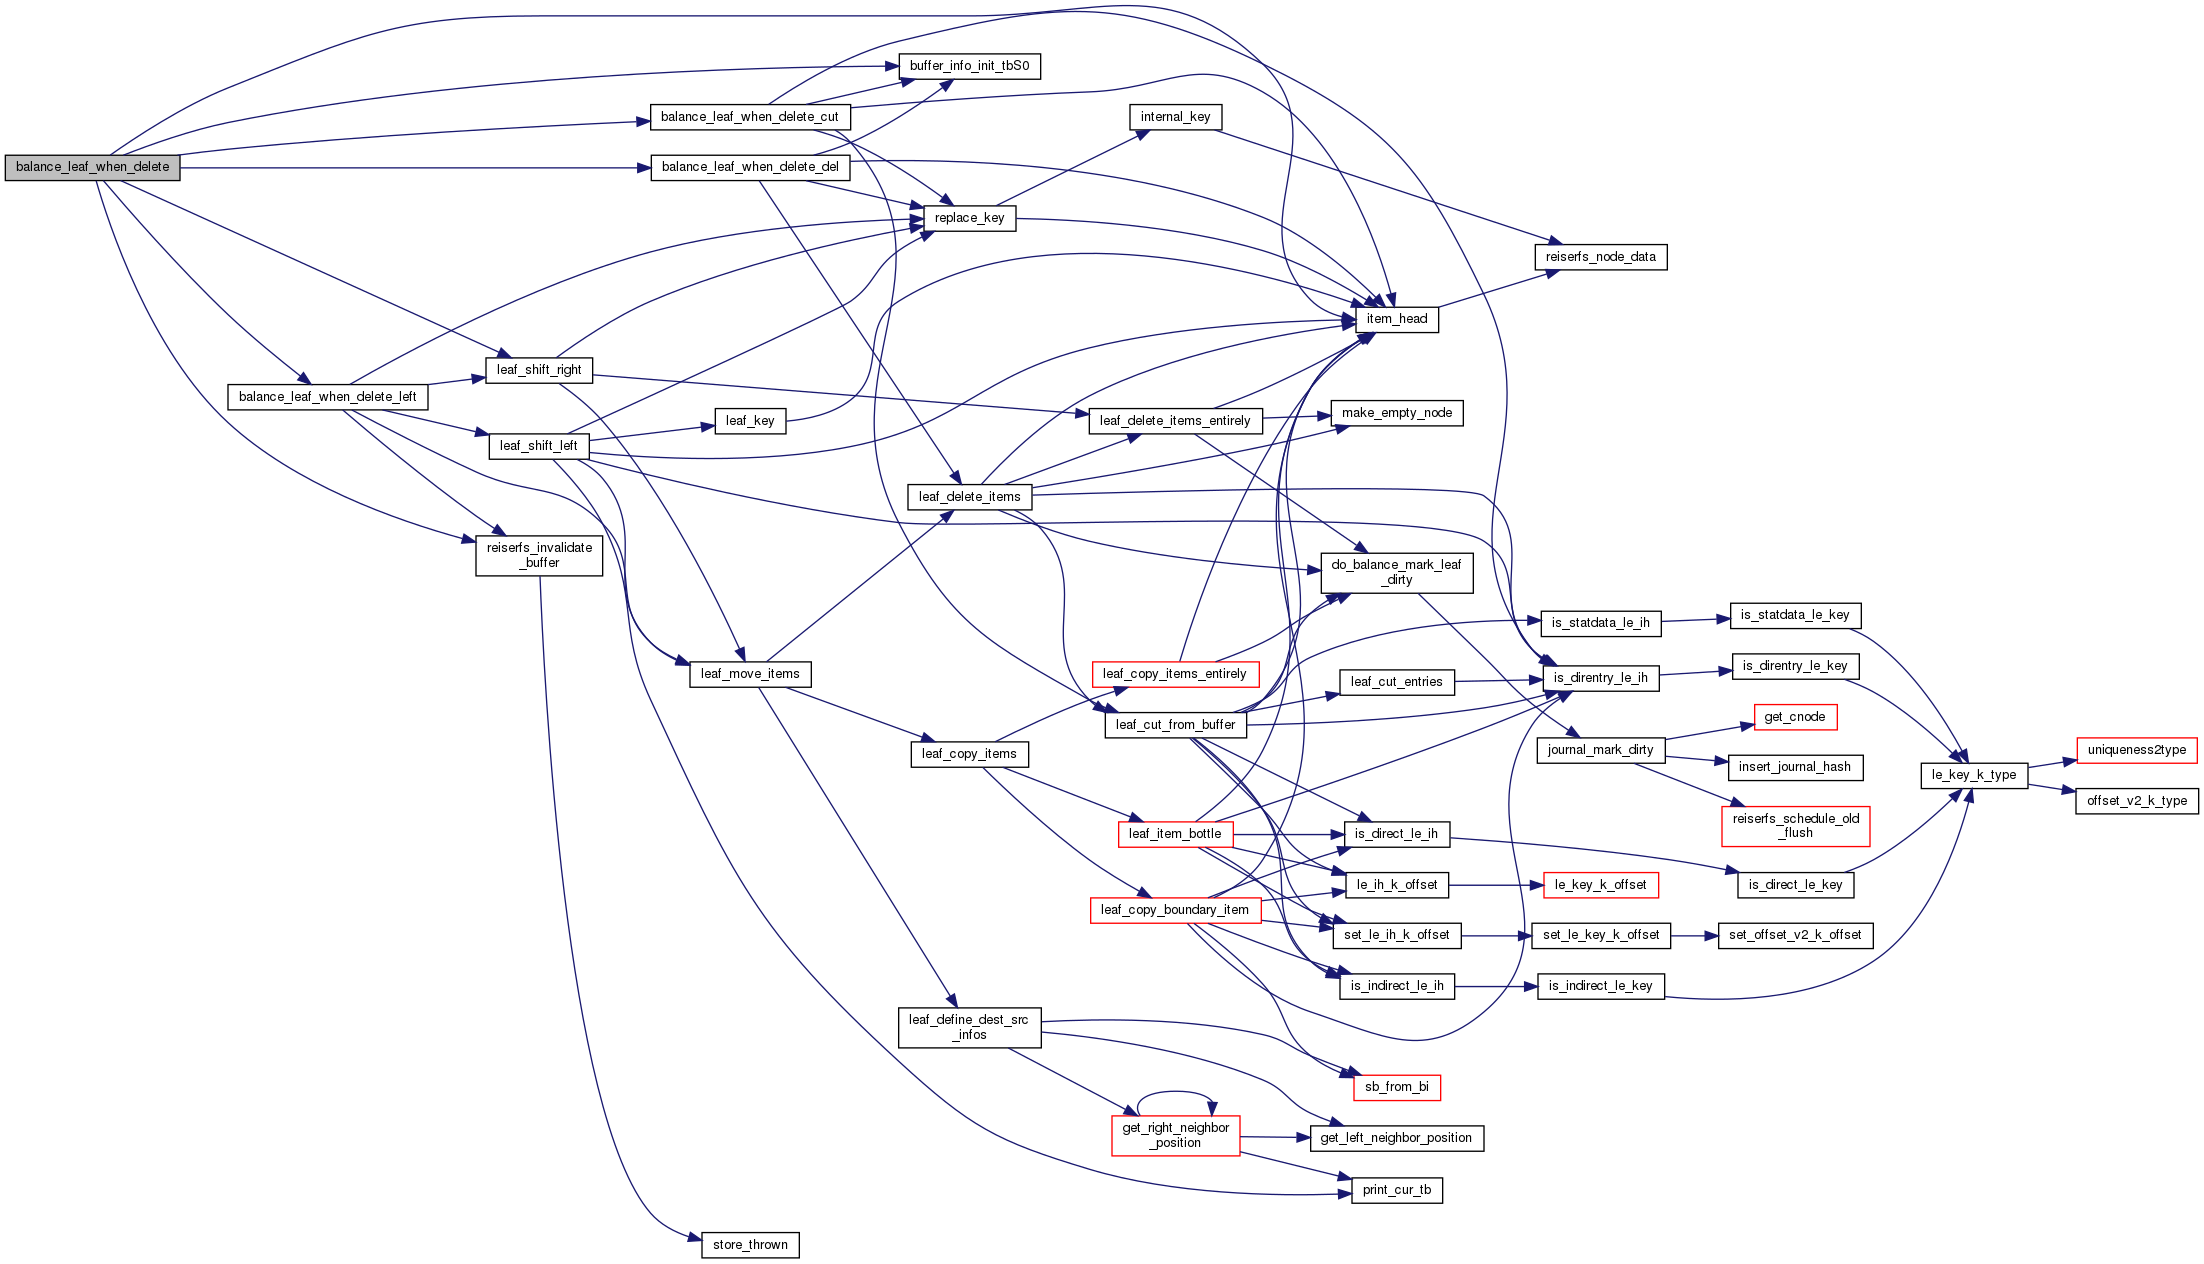 balance_leaf_when_delete
buffer_info_init_tbS0
balance_leaf_when_delete_cut
internal_key
balance_leaf_when_delete_del
replace_key
reiserfs_node_data
item_head
leaf_shift_right
balance_leaf_when_delete_left
leaf_key
leaf_delete_items_entirely
make_empty_node
leaf_shift_left
leaf_delete_items
reiserfs_invalidate
_buffer
do_balance_mark_leaf
_dirty
is_statdata_le_ih
is_statdata_le_key
leaf_move_items
leaf_copy_items_entirely
leaf_cut_entries
is_direntry_le_ih
is_direntry_le_key
leaf_cut_from_buffer
get_cnode
leaf_copy_items
journal_mark_dirty
insert_journal_hash
uniqueness2type
le_key_k_type
offset_v2_k_type
reiserfs_schedule_old
_flush
leaf_item_bottle
is_direct_le_ih
le_ih_k_offset
le_key_k_offset
is_direct_le_key
leaf_copy_boundary_item
set_le_ih_k_offset
set_le_key_k_offset
set_offset_v2_k_offset
is_indirect_le_ih
is_indirect_le_key
leaf_define_dest_src
_infos
sb_from_bi
get_right_neighbor
_position
get_left_neighbor_position
print_cur_tb
store_thrown